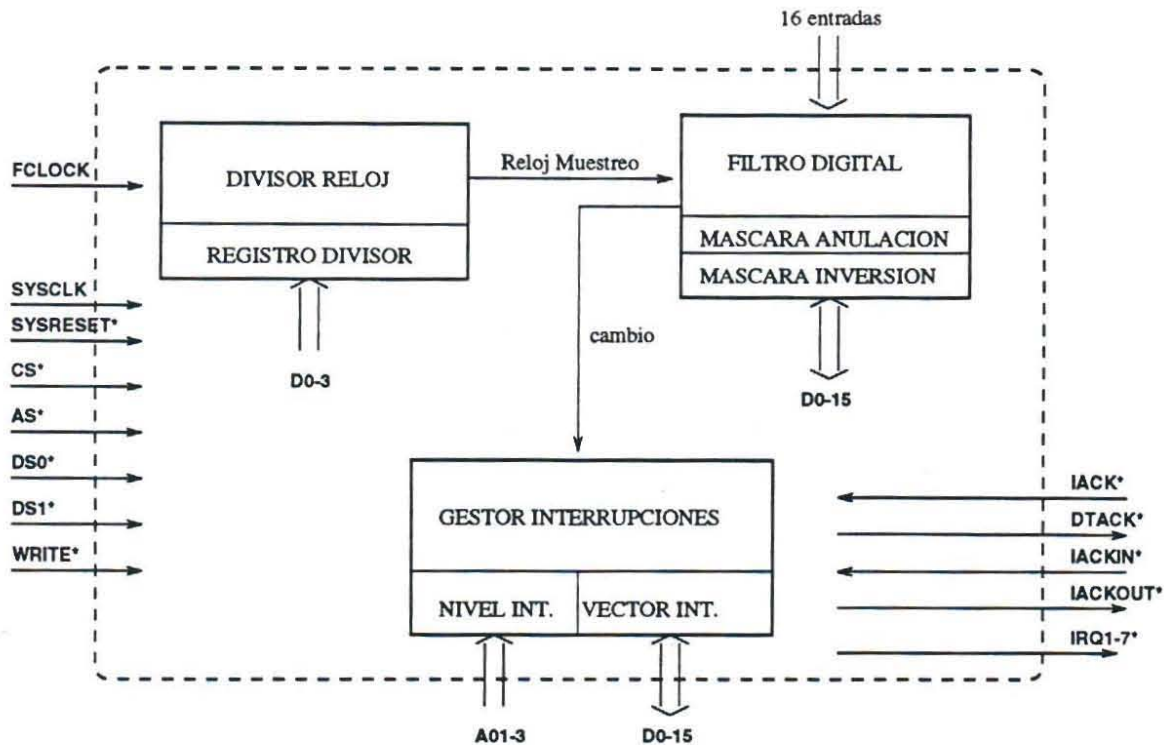 16 entradas
FCLOCK
DIVISOR RELOJ
Reloj Muestreo
FILTRO DIGITAL
REGISTRO DIVISOR
MASCARA ANULACION
MASCARA INVERSION
SYSCLK
SYSRESET*
CS*
AS*
DS0*
DS1*
WRITE*
D0-3
cambio
D0-15
GESTOR INTERRUPCIONES
NIVEL INT.
VECTOR INT.
IACK*
DTACK*
IACKIN*
IACKOUT*
IRQ1-7*
A01-3
D0-15